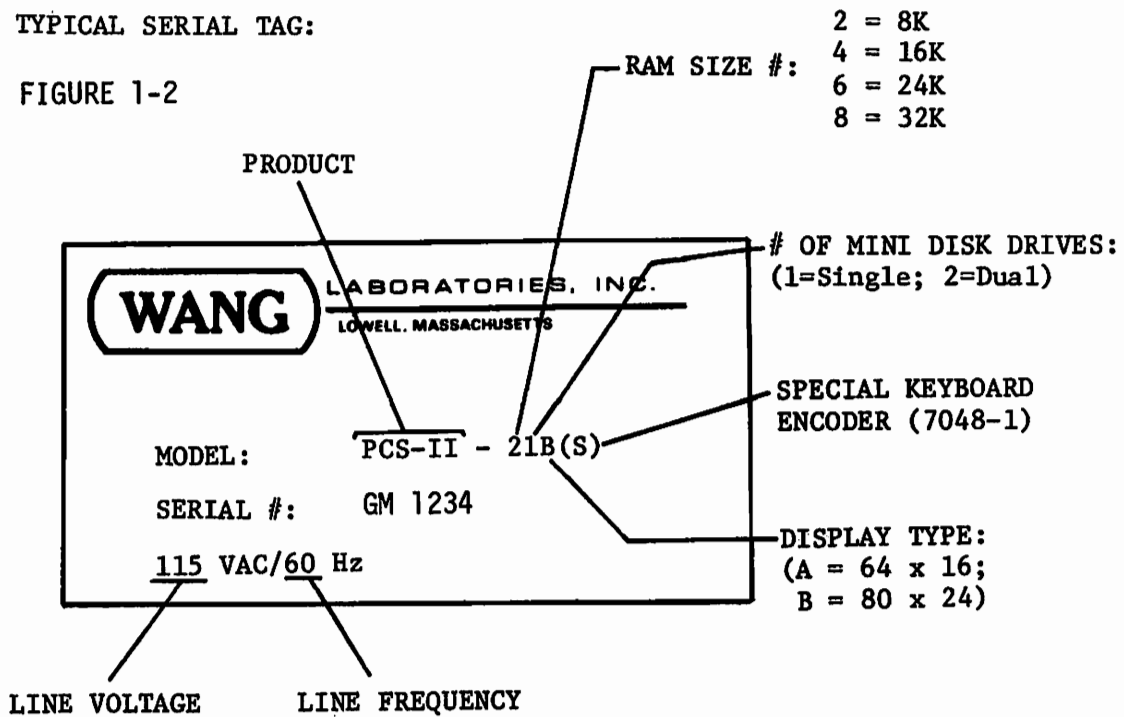 TYPICAL SERIAL TAG:
FIGURE 1-2
RAM SIZE #:
2 = 8K
4 = 16K
6 = 24K
8 = 32K
PRODUCT
# OF MINI DISK DRIVES:
(1=Single; 2=Dual)
WANG
LABORATORIES, INC.
LOWELL, MASSACHUSETTS
SPECIAL KEYBOARD
ENCODER (7048-1)
MODEL: PCS-II - 21B(S)
SERIAL #: GM 1234
115 VAC/60 Hz
DISPLAY TYPE:
(A = 64 x 16;
B = 80 x 24)
LINE VOLTAGE
LINE FREQUENCY